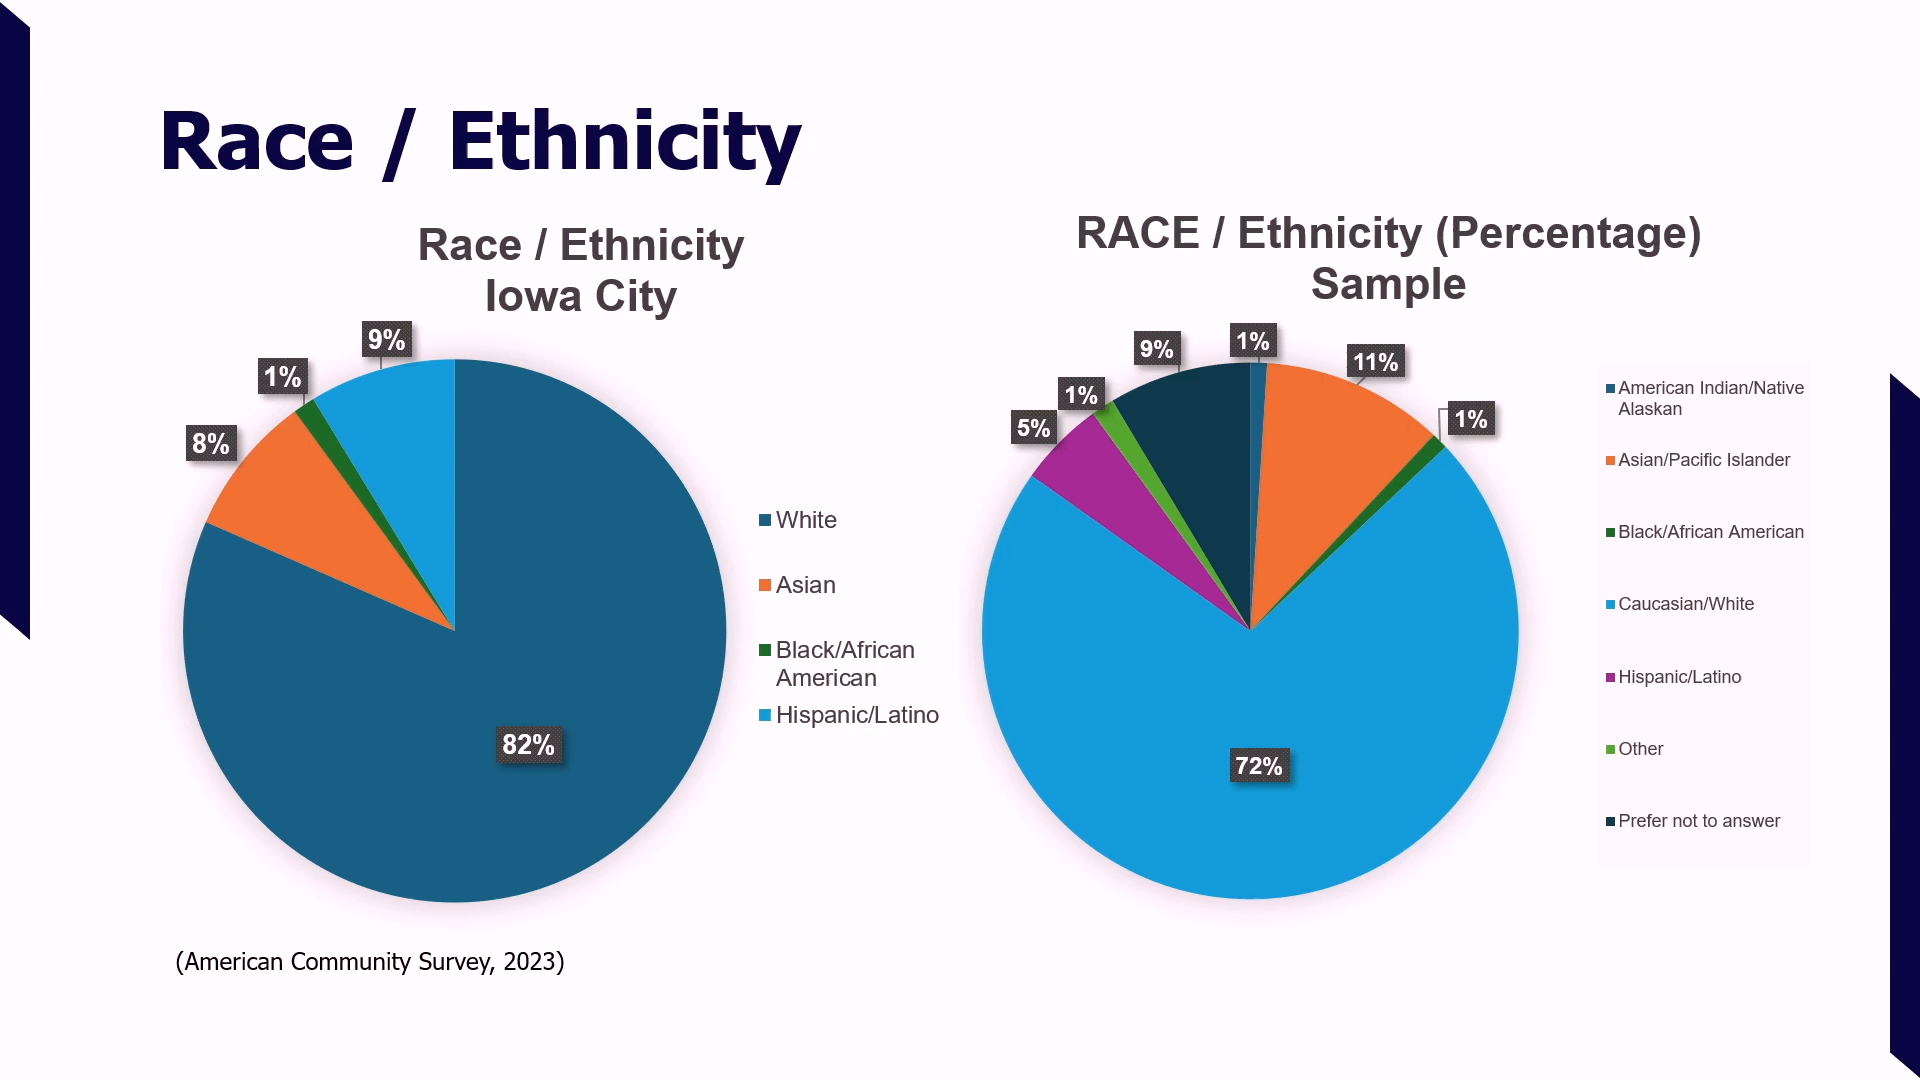 Race / Ethnicity
Race / Ethnicity
Iowa City
9%
1%
8%
82%
White
Asian
Black/African
American
Hispanic/Latino
(American Community Survey, 2023)
RACE / Ethnicity (Percentage)
Sample
1%
9%
11%
1%
1%
5%
72%
American Indian/Native
Alaskan
Asian/Pacific Islander
Black/African American
Caucasian/White
Hispanic/Latino
Other
Prefer not to answer